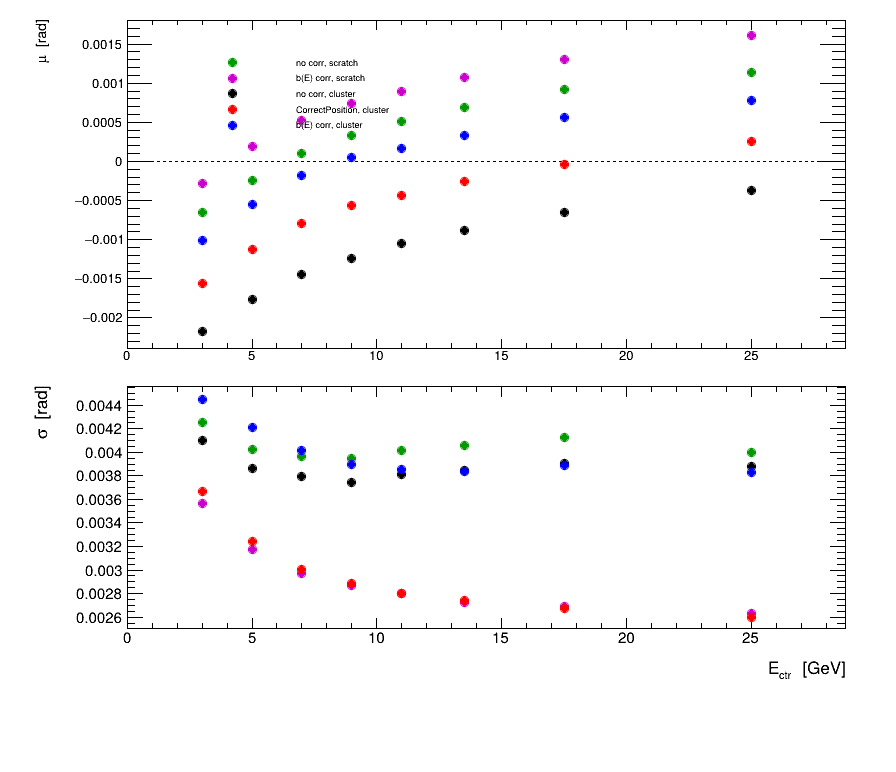 μ [rad]
0.0015
0.001
0.0005
0
−0.0005
−0.001
−0.0015
−0.002
no corr, scratch
b(E) corr, scratch
no corr, cluster
CorrectPosition, cluster
b(E) corr, cluster
0 5 10 15 20 25
σ [rad]
0.0044
0.0042
0.004
0.0038
0.0036
0.0034
0.0032
0.003
0.0028
0.0026
0 5 10 15 20 25
E_ctr [GeV]